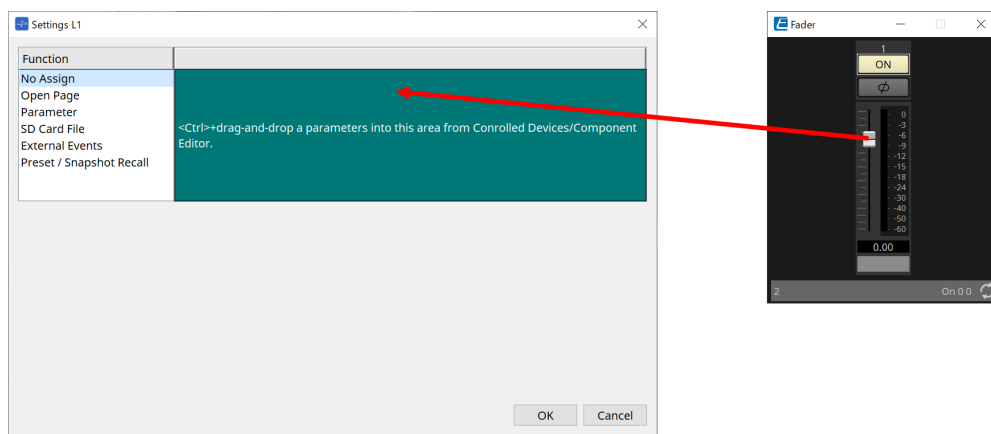 Settings L1
Function
No Assign
Open Page
Parameter
SD Card File
External Events
Preset / Snapshot Recall
<Ctrl>+drag-and-drop a parameters into this area from Conrolled Devices/Component
Editor.
OK
Cancel
Fader
1
ON
0
-3
-6
-9
-12
-15
-18
-24
-30
-40
-50
-60
0.00
2
On 0 0